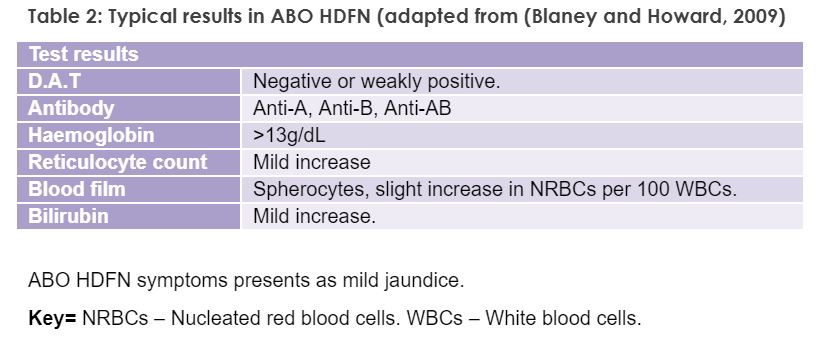 Table 2: Typical results in ABO HDFN (adapted from (Blaney and Howard, 2009)
Test results
D.A.T Negative or weakly positive.
Antibody Anti-A, Anti-B, Anti-AB
Haemoglobin >13g/dL
Reticulocyte count Mild increase
Blood film Spherocytes, slight increase in NRBCs per 100 WBCs.
Bilirubin Mild increase.
ABO HDFN symptoms presents as mild jaundice.
Key= NRBCs – Nucleated red blood cells. WBCs – White blood cells.